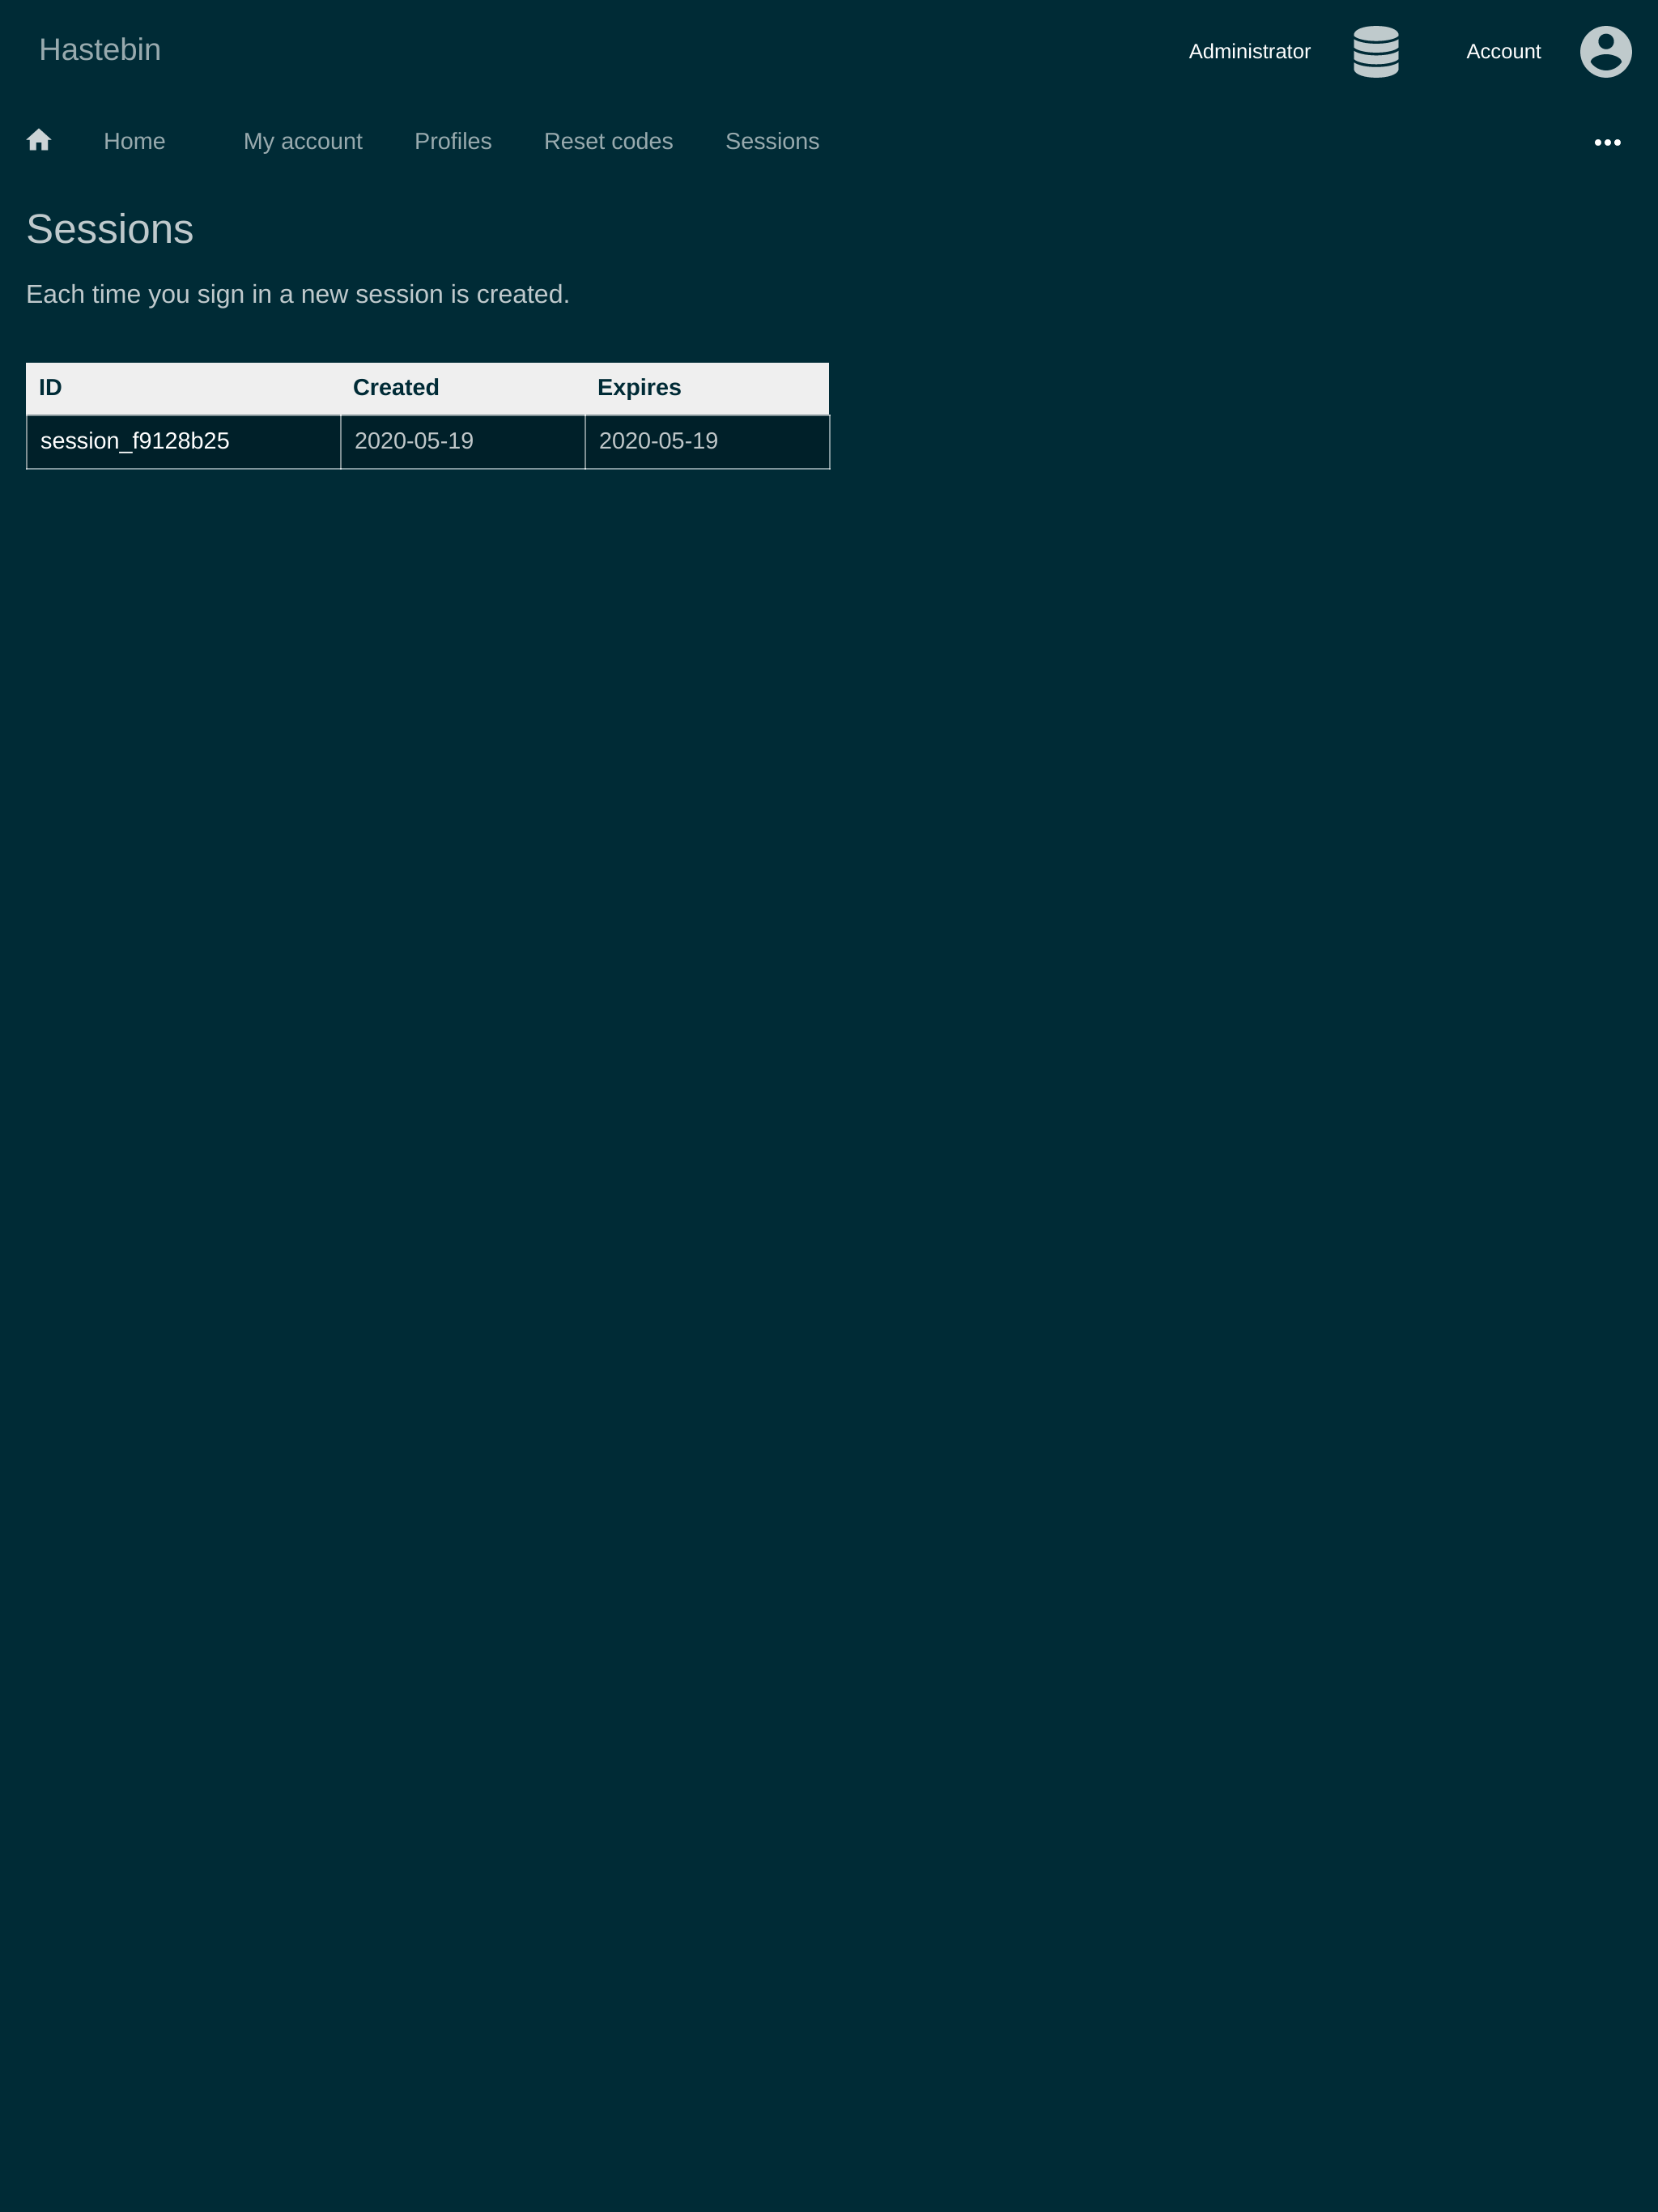 Hastebin
Administrator
Account
Home
My account
Profiles
Reset codes
Sessions
Sessions
Each time you sign in a new session is created.
ID Created Expires
session_f9128b25 2020-05-19 2020-05-19